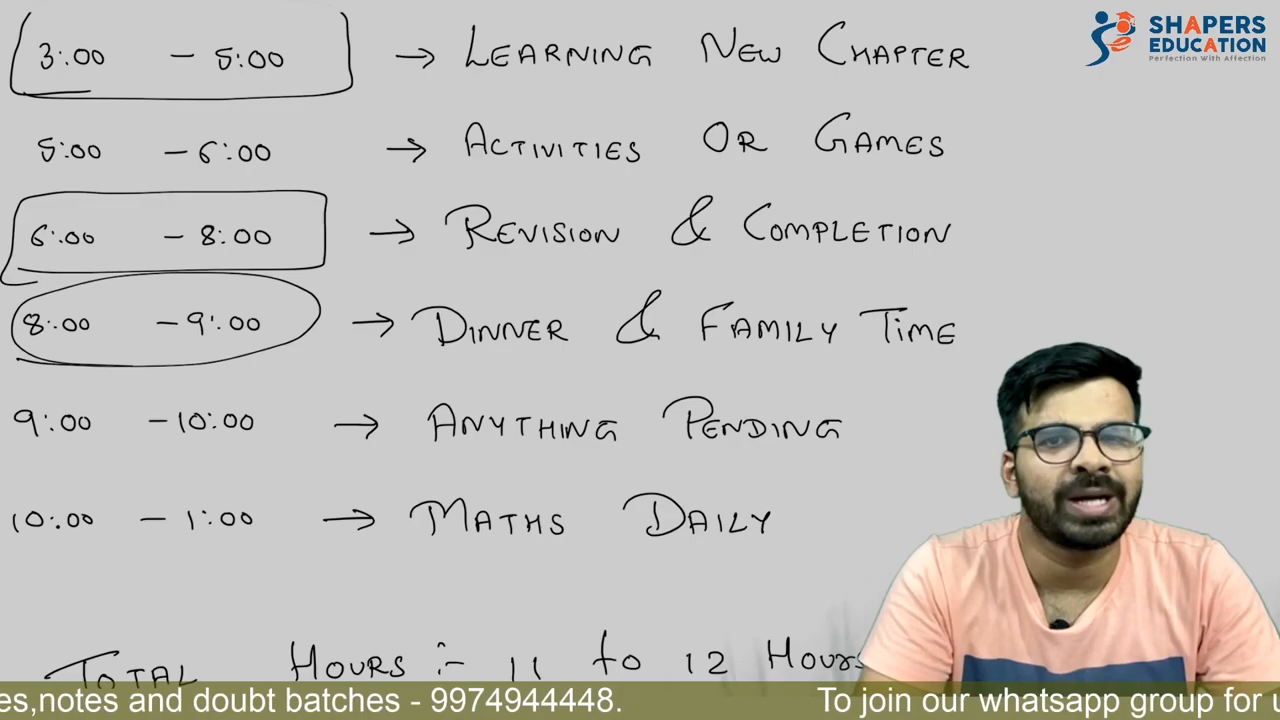 3:00 - 5:00 → LEARNING NEW CHAPTER
5:00 - 6:00 → ACTIVITIES OR GAMES
6:00 - 8:00 → REVISION & COMPLETION
8:00 - 9:00 → DINNER & FAMILY TIME
9:00 - 10:00 → ANYTHING PENDING
10:00 - 1:00 → MATHS DAILY
TOTAL HOURS :- 11 to 12 HOURS
SHAPERS
EDUCATION
Perfection With Affection
es,notes and doubt batches - 9974944448. To join our whatsapp group for u